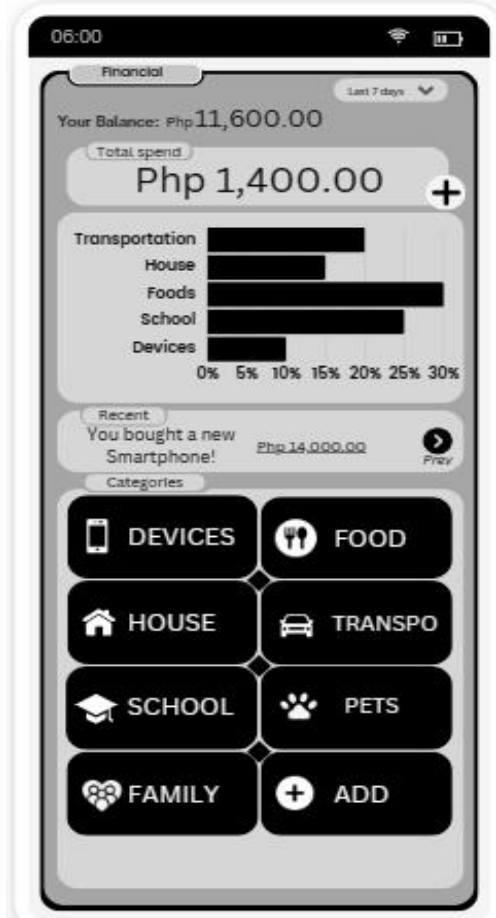 06:00
Financial
Last 7 days
Your Balance: Php 11,600.00
Total spend
Php 1,400.00
Transportation
House
Foods
School
Devices
0% 5% 10% 15% 20% 25% 30%
Recent
You bought a new
Smartphone!
Php 14,000.00
Prev
Categories
DEVICES
FOOD
HOUSE
TRANSPO
SCHOOL
PETS
FAMILY
ADD